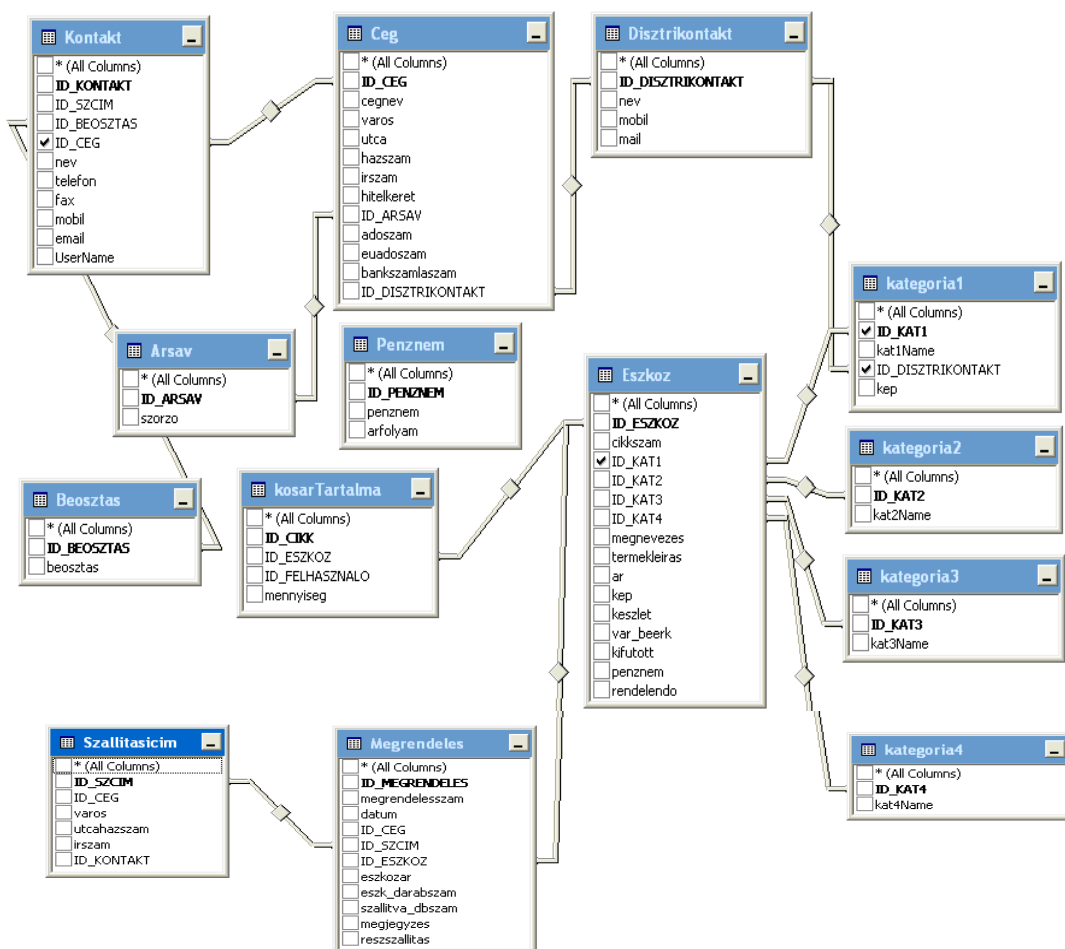 Kontakt
* (All Columns)
ID_KONTAKT
ID_SZCIM
ID_BEOSZTAS
ID_CEG
nev
telefon
fax
mobil
email
UserName
Ceg
* (All Columns)
ID_CEG
cegnev
varos
utca
hazszam
irszam
hitelkeret
ID_ARSAV
adoszam
euadoszam
bankszamlaszam
ID_DISZTRIKONTAKT
Disztrikontakt
* (All Columns)
ID_DISZTRIKONTAKT
nev
mobil
mail
kategoria1
* (All Columns)
ID_KAT1
kat1Name
ID_DISZTRIKONTAKT
kep
Arsav
* (All Columns)
ID_ARSAV
szorzo
Penznem
* (All Columns)
ID_PENZNEM
penznem
arfolyam
Eszkoz
* (All Columns)
ID_ESZKOZ
cikkszam
ID_KAT1
ID_KAT2
ID_KAT3
ID_KAT4
megnevezes
termekleiras
ar
kep
keszlet
var_beerk
kifutott
penznem
rendelendo
kategoria2
* (All Columns)
ID_KAT2
kat2Name
Beosztas
* (All Columns)
ID_BEOSZTAS
beosztas
kosarTartalma
* (All Columns)
ID_CIKK
ID_ESZKOZ
ID_FELHASZNALO
mennyiseg
kategoria3
* (All Columns)
ID_KAT3
kat3Name
Szallitasicim
* (All Columns)
ID_SZCIM
ID_CEG
varos
utcahazszam
irszam
ID_KONTAKT
Megrendeles
* (All Columns)
ID_MEGRENDELES
megrendelesszam
datum
ID_CEG
ID_SZCIM
ID_ESZKOZ
eszkozar
eszk_darabszam
szallitva_dbszam
megjegyzes
reszszallitas
kategoria4
* (All Columns)
ID_KAT4
kat4Name